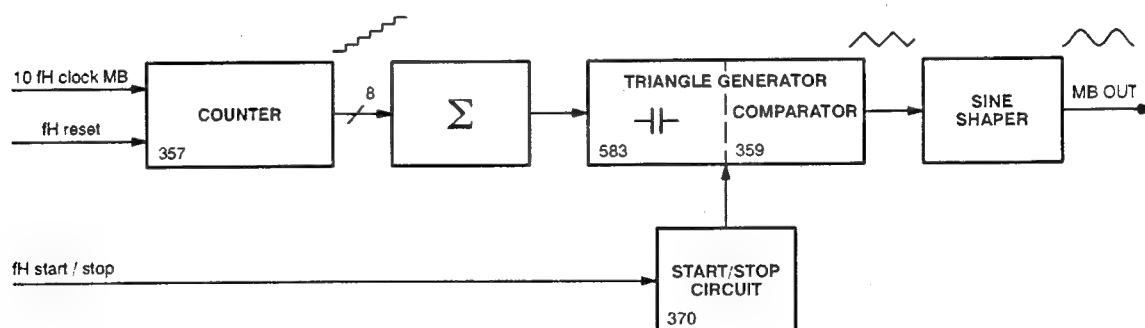 10 fH clock MB
fH reset
COUNTER
357
8
Σ
TRIANGLE GENERATOR
COMPARATOR
583
359
SINE
SHAPER
MB OUT
fH start / stop
START/STOP
CIRCUIT
370